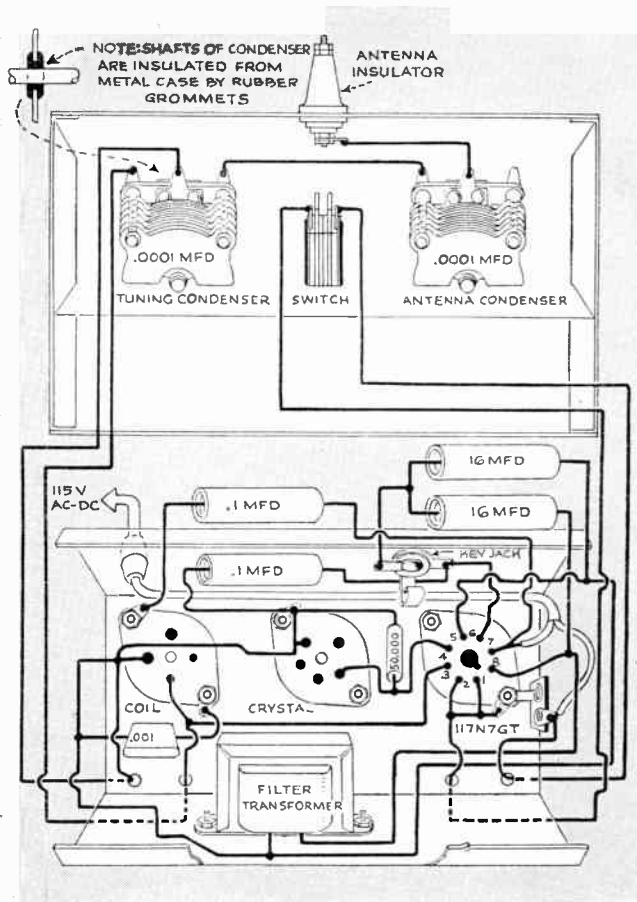 NOTE:SHAFTS OF CONDENSER
ARE INSULATED FROM
METAL CASE BY RUBBER
GROMMETS
ANTENNA
INSULATOR
.0001 MFD
TUNING CONDENSER
SWITCH
.0001 MFD
ANTENNA CONDENSER
16 MFD
115V
AC-DC
.1 MFD
16 MFD
KEY JACK
.1 MFD
50,000
5
6
7
4
8
3
2
1
COIL
CRYSTAL
117N7GT
.001
FILTER
TRANSFORMER